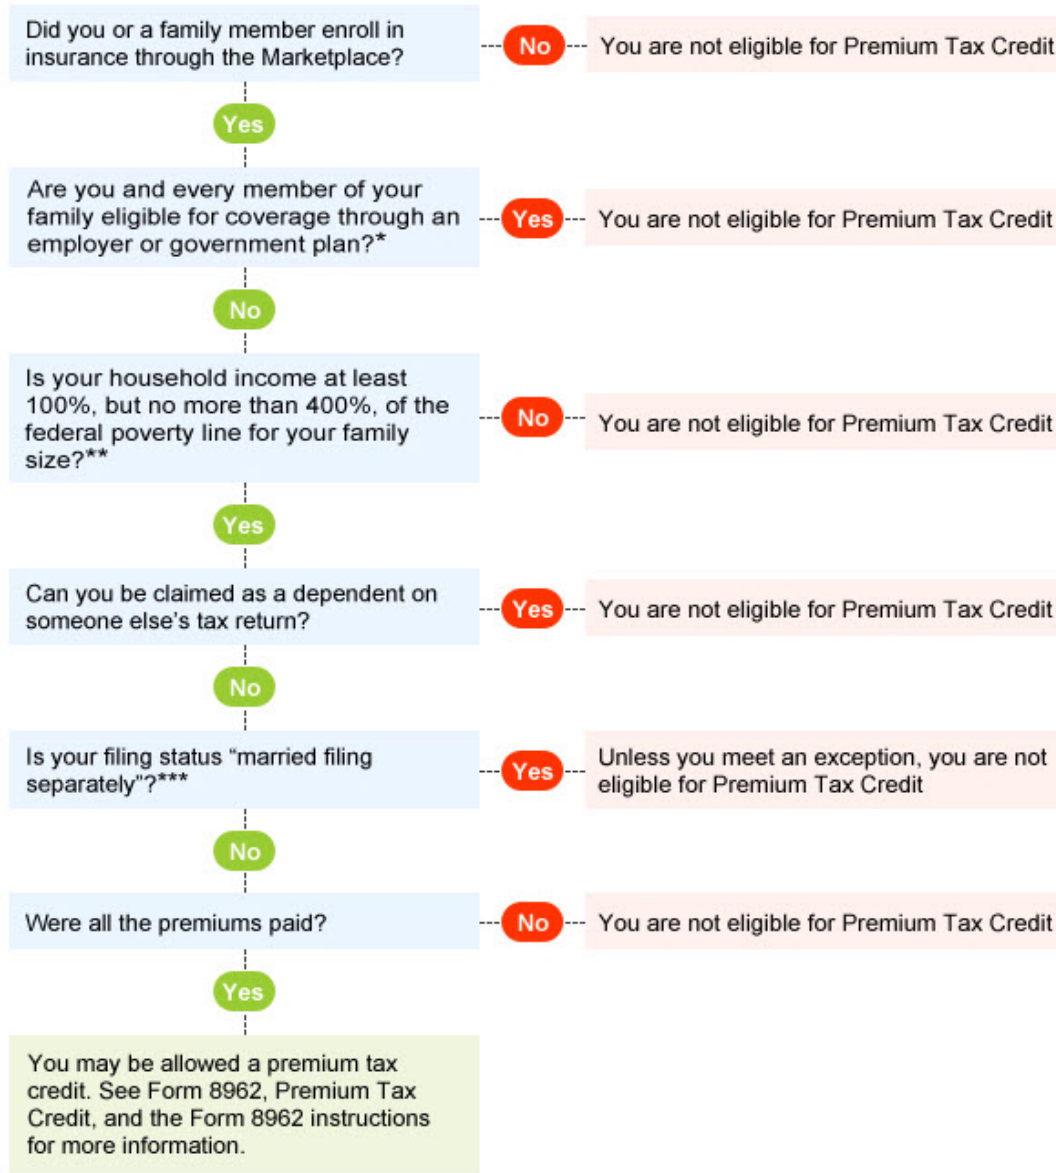 Did you or a family member enroll in
insurance through the Marketplace?
No
You are not eligible for Premium Tax Credit
Yes
Are you and every member of your
family eligible for coverage through an
employer or government plan?*
Yes
You are not eligible for Premium Tax Credit
No
Is your household income at least
100%, but no more than 400%, of the
federal poverty line for your family
size?**
No
You are not eligible for Premium Tax Credit
Yes
Can you be claimed as a dependent on
someone else's tax return?
Yes
You are not eligible for Premium Tax Credit
No
Is your filing status “married filing
separately”?***
Yes
Unless you meet an exception, you are not
eligible for Premium Tax Credit
No
Were all the premiums paid?
No
You are not eligible for Premium Tax Credit
Yes
You may be allowed a premium tax
credit. See Form 8962, Premium Tax
Credit, and the Form 8962 instructions
for more information.